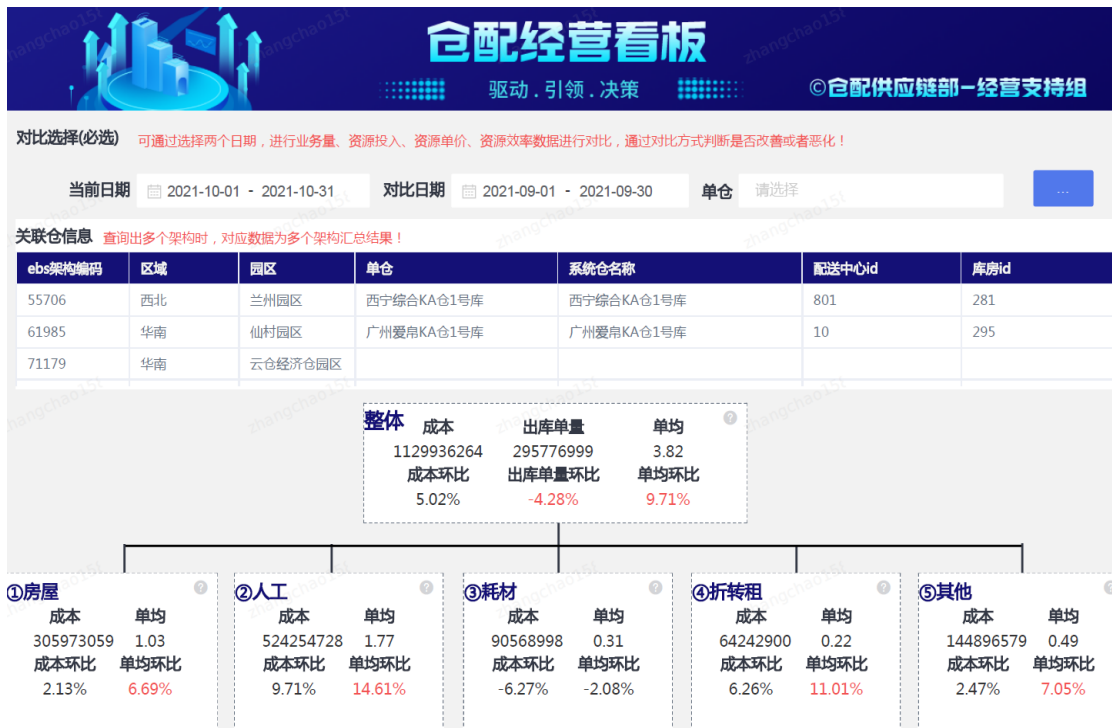 仓配经营看板
驱动 . 引领 . 决策
©仓配供应链部-经营支持组
对比选择(必选) 可通过选择两个日期，进行业务量、资源投入、资源单价、资源效率数据进行对比，通过对比方式判断是否改善或者恶化！
当前日期 2021-10-01 - 2021-10-31 对比日期 2021-09-01 - 2021-09-30 单仓 请选择 ...
关联仓信息 查询出多个架构时，对应数据为多个架构汇总结果！
ebs架构编码 区域 园区 单仓 系统仓名称 配送中心id 库房id
55706 西北 兰州园区 西宁综合KA仓1号库 西宁综合KA仓1号库 801 281
61985 华南 仙村园区 广州爱帛KA仓1号库 广州爱帛KA仓1号库 10 295
71179 华南 云仓经济仓园区
整体 成本 出库单量 单均 ?
1129936264 295776999 3.82
成本环比 出库单量环比 单均环比
5.02% -4.28% 9.71%
①房屋 ? ②人工 ? ③耗材 ? ④折转租 ? ⑤其他 ?
成本 单均 成本 单均 成本 单均 成本 单均 成本 单均
305973059 1.03 524254728 1.77 90568998 0.31 64242900 0.22 144896579 0.49
成本环比 单均环比 成本环比 单均环比 成本环比 单均环比 成本环比 单均环比 成本环比 单均环比
2.13% 6.69% 9.71% 14.61% -6.27% -2.08% 6.26% 11.01% 2.47% 7.05%